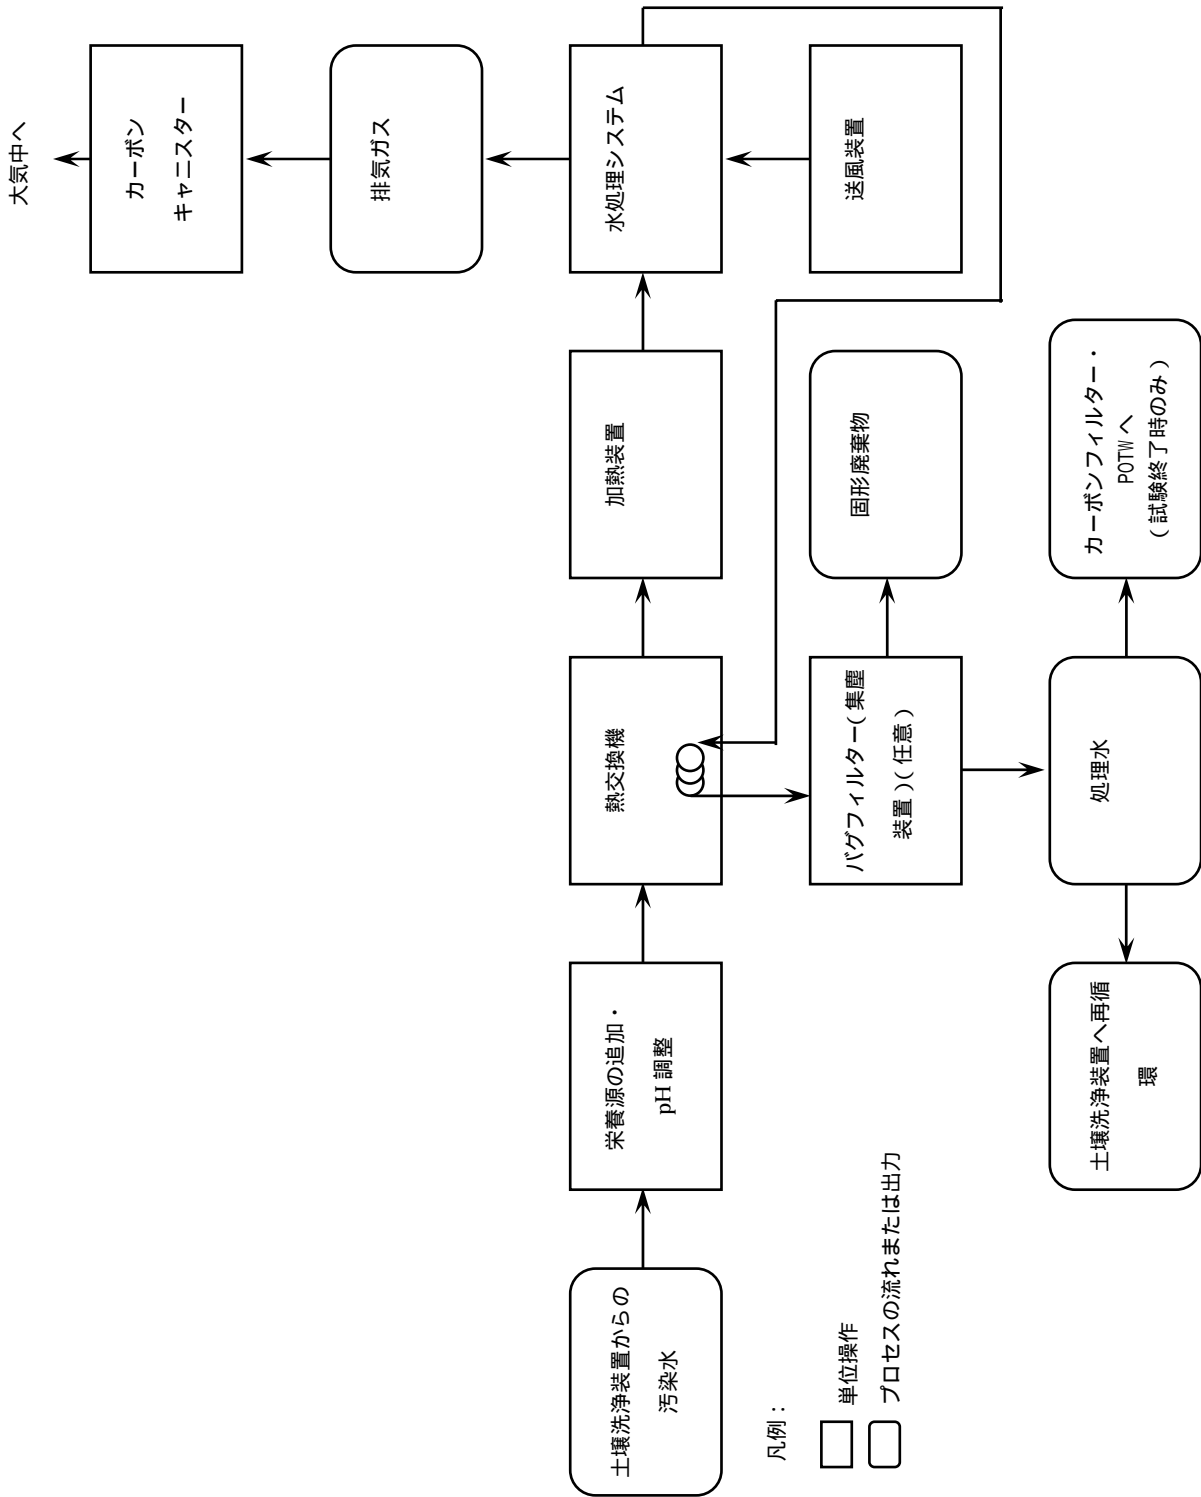 大気中へ
カーボン
キャニスター
排気ガス
土壌洗浄装置からの
汚染水
栄養源の追加・
pH 調整
熱交換機
加熱装置
水処理システム
バグフィルター（集塵
装置）（任意）
固形廃棄物
送風装置
土壌洗浄装置へ再循
環
処理水
カーボンフィルター・
POTW へ
（試験終了時のみ）
凡例：
単位操作
プロセスの流れまたは出力